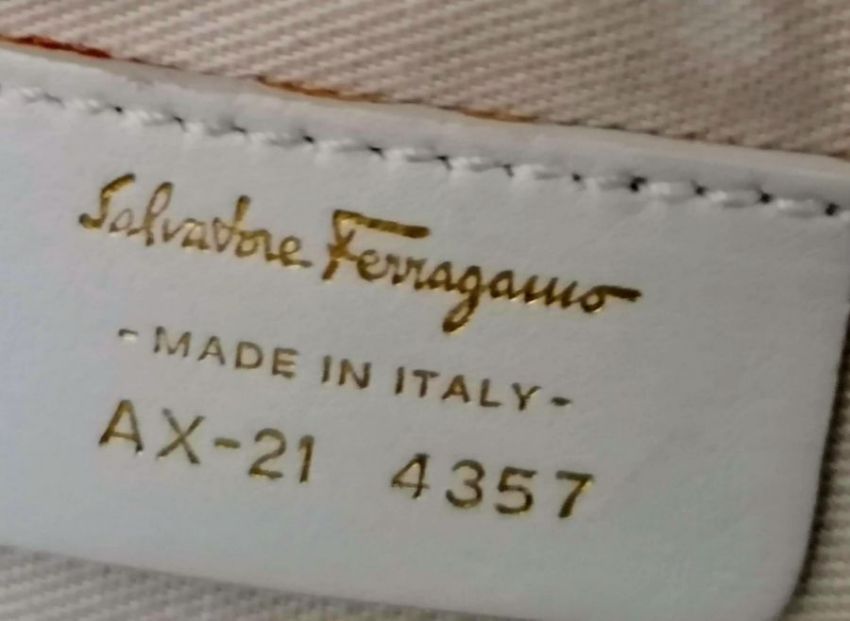 Salvatore Ferragamo
-MADE IN ITALY-
AX-21 4357